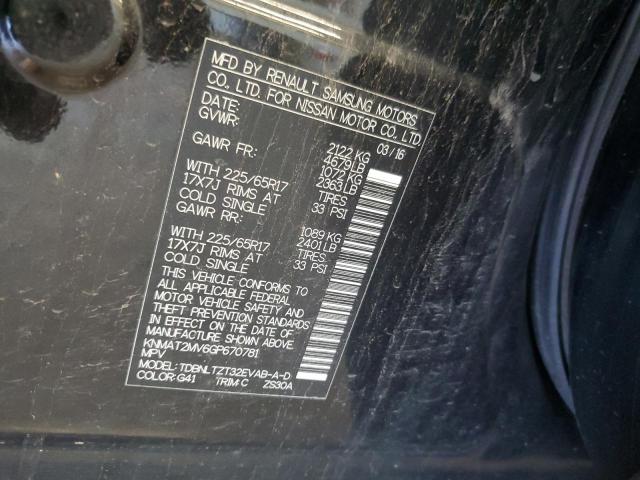 MFD BY RENAULT SAMSUNG MOTORS
CO., LTD. FOR NISSAN MOTOR CO., LTD
DATE: 03/16
GVWR: 2122 KG
4679 LB
GAWR FR: 1072 KG
2363 LB
WITH 225/65R17 TIRES
17X7J RIMS AT 33 PSI
COLD SINGLE
GAWR RR: 1089 KG
2401 LB
WITH 225/65R17 TIRES
17X7J RIMS AT 33 PSI
COLD SINGLE
THIS VEHICLE CONFORMS TO
ALL APPLICABLE FEDERAL
MOTOR VEHICLE SAFETY AND
THEFT PREVENTION STANDARDS
IN EFFECT ON THE DATE OF
MANUFACTURE SHOWN ABOVE
KNMAT2MV6GP670781
MPV
MODEL: TDBNLTZT32EVAB-A-D
COLOR: G41 TRIM: C ZS30A